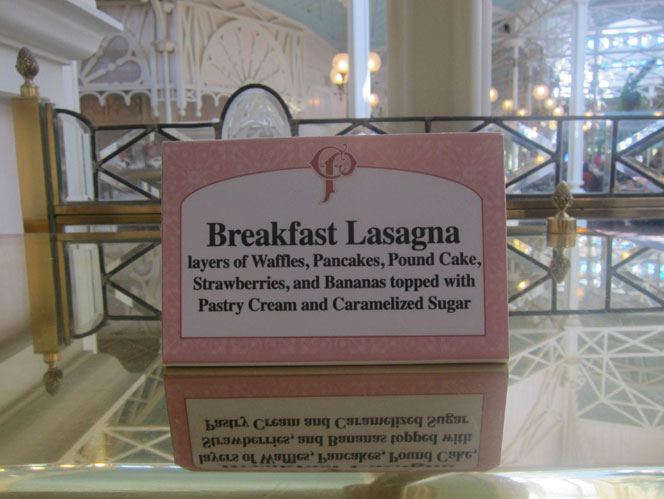 Breakfast Lasagna
layers of Waffles, Pancakes, Pound Cake,
Strawberries, and Bananas topped with
Pastry Cream and Caramelized Sugar